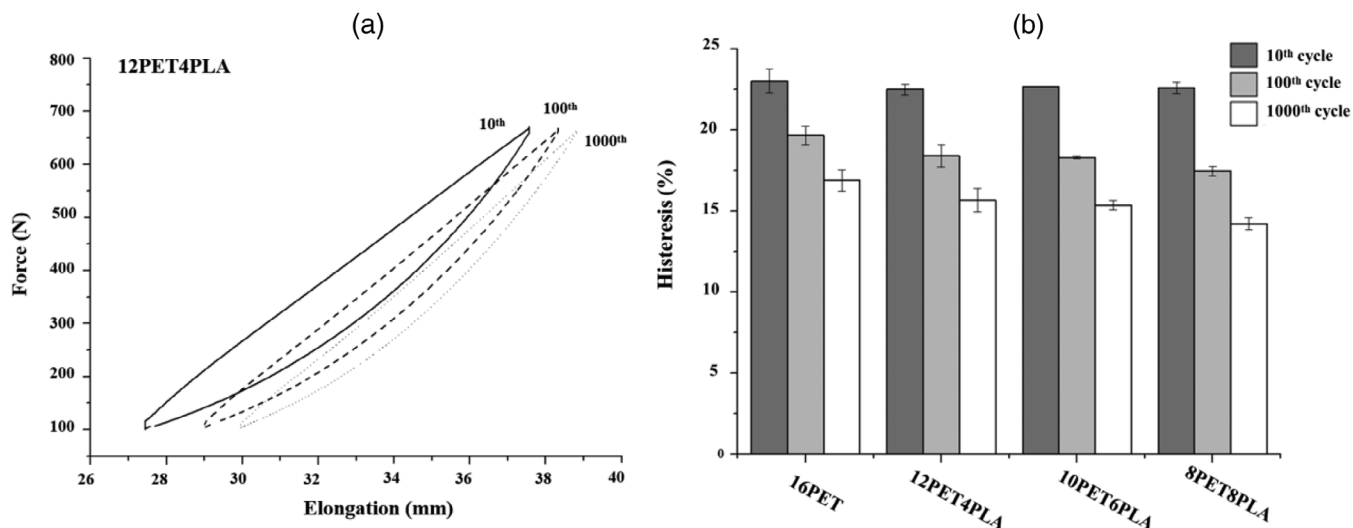 (a)
12PET4PLA
800
700
600
500
400
300
200
100
Force (N)
10th
100th
1000th
26
28
30
32
34
36
38
40
Elongation (mm)
(b)
25
20
15
10
5
0
Histeresis (%)
10th cycle
100th cycle
1000th cycle
16PET
12PET4PLA
10PET6PLA
8PET8PLA